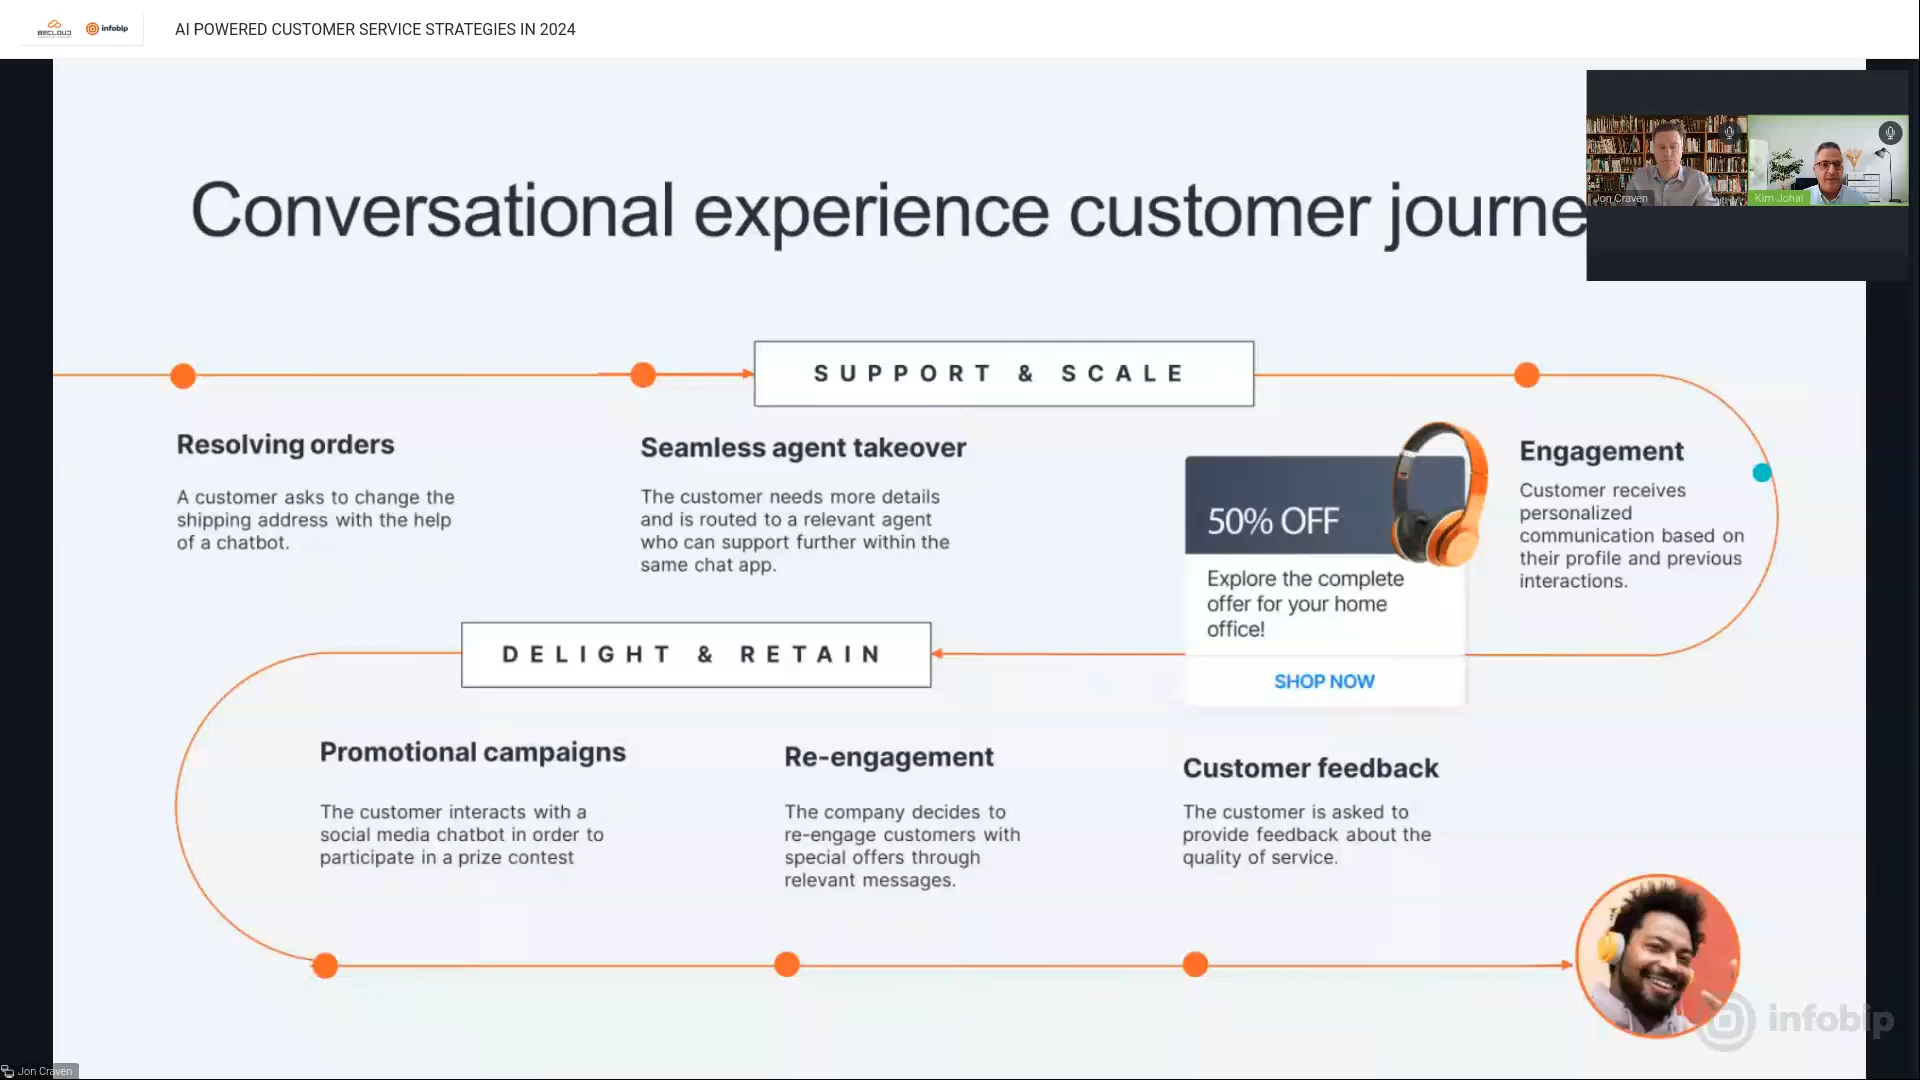 BECLOUD
infobip
AI POWERED CUSTOMER SERVICE STRATEGIES IN 2024
Jon Craven
Kim Johal
Conversational experience customer journe
SUPPORT & SCALE
Resolving orders
A customer asks to change the
shipping address with the help
of a chatbot.
Seamless agent takeover
The customer needs more details
and is routed to a relevant agent
who can support further within the
same chat app.
50% OFF
Explore the complete
offer for your home
office!
SHOP NOW
Engagement
Customer receives
personalized
communication based on
their profile and previous
interactions.
DELIGHT & RETAIN
Promotional campaigns
The customer interacts with a
social media chatbot in order to
participate in a prize contest
Re-engagement
The company decides to
re-engage customers with
special offers through
relevant messages.
Customer feedback
The customer is asked to
provide feedback about the
quality of service.
infobip
Jon Craven